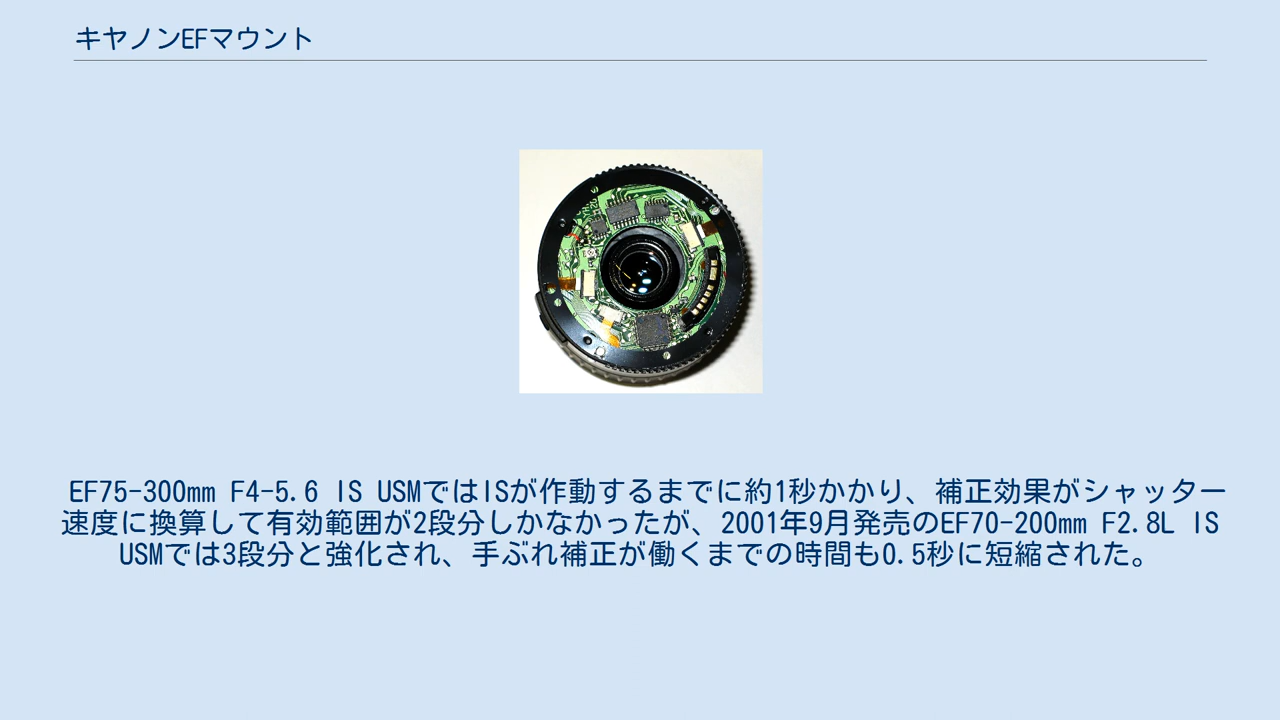 キヤノンEFマウント
EF75-300mm F4-5.6 IS USMではISが作動するまでに約1秒かかり、補正効果がシャッター
速度に換算して有効範囲が2段分しかなかったが、2001年9月発売のEF70-200mm F2.8L IS
USMでは3段分と強化され、手ぶれ補正が働くまでの時間も0.5秒に短縮された。